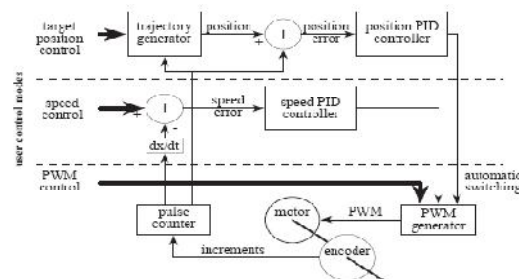 target
position
control
trajectory
generator
position
+
position
error
position PID
controller
user control modes
speed
control
+
-
speed
error
speed PID
controller
dx/dt
PWM
control
automatic
switching
pulse
counter
motor
PWM
PWM
generator
increments
encoder